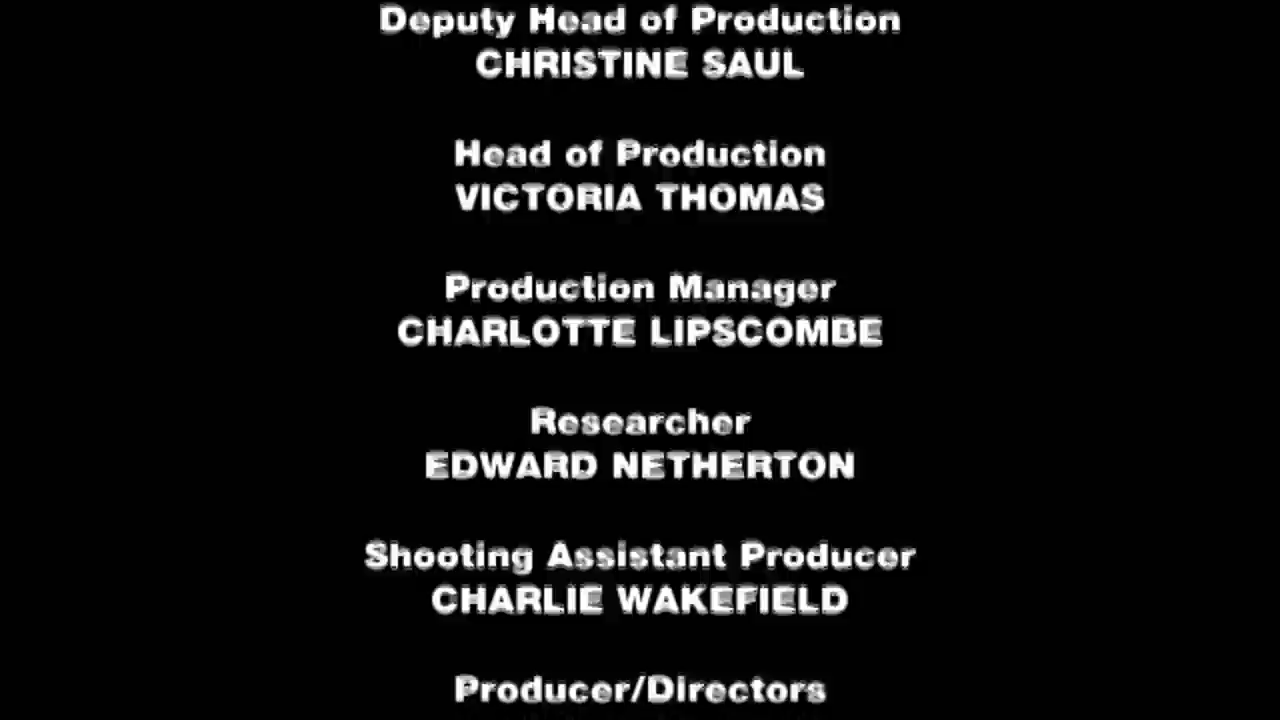 Deputy Head of Production
CHRISTINE SAUL
Head of Production
VICTORIA THOMAS
Production Manager
CHARLOTTE LIPSCOMBE
Researcher
EDWARD NETHERTON
Shooting Assistant Producer
CHARLIE WAKEFIELD
Producer/Directors